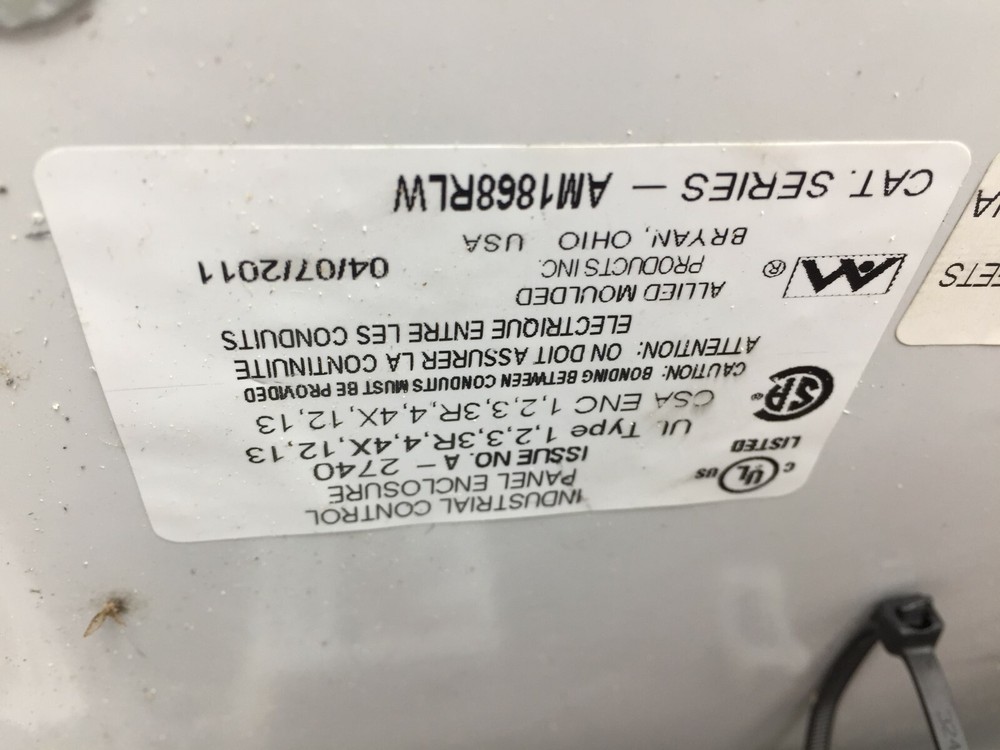 INDUSTRIAL CONTROL
PANEL ENCLOSURE
ISSUE NO. A - 2740
C UL US
LISTED
UL Type 1,2,3,3R,4,4X,12,13
CSA ENC 1,2,3,3R,4,4X,12,13
CAUTION: BONDING BETWEEN CONDUITS MUST BE PROVIDED
ATTENTION: ON DOIT ASSURER LA CONTINUITE
ELECTRIQUE ENTRE LES CONDUITS
ALLIED MOULDED
PRODUCTS INC. 04/07/2011
BRYAN, OHIO USA
CAT. SERIES - AM1868RLW